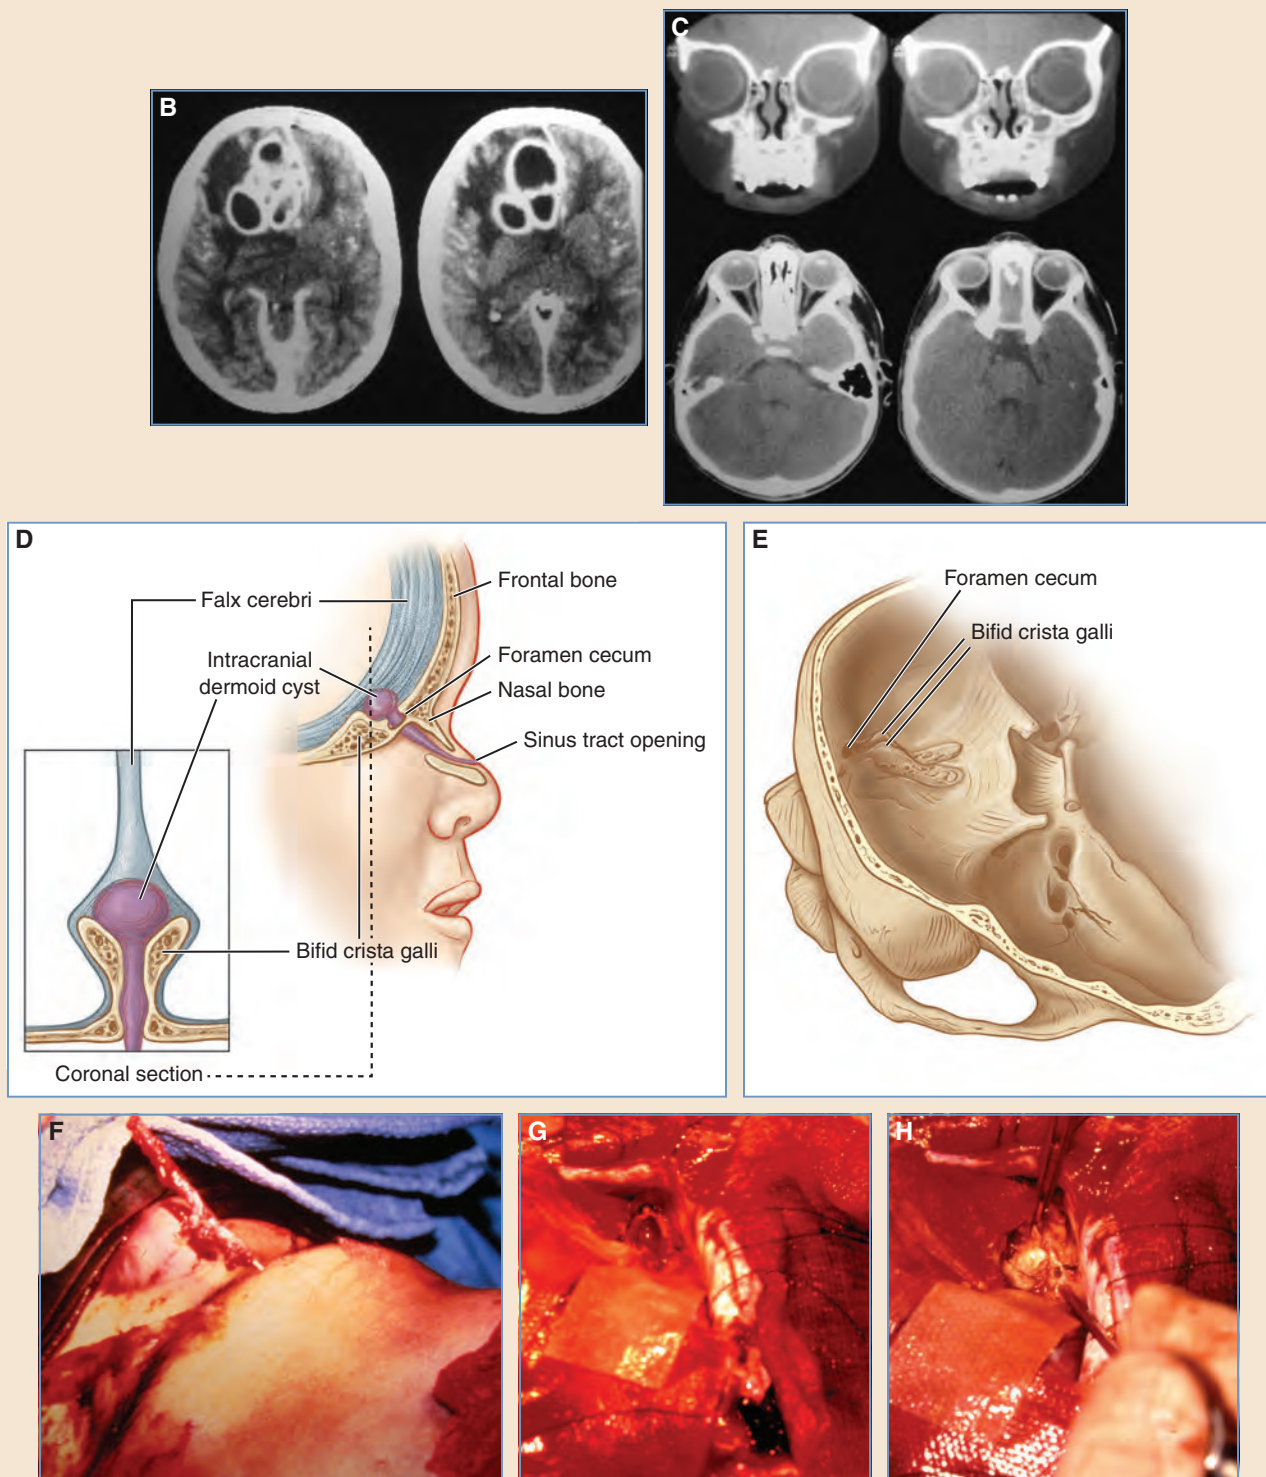 B
C
D
Falx cerebri
Frontal bone
Intracranial
dermoid cyst
Foramen cecum
Nasal bone
Sinus tract opening
Bifid crista galli
Coronal section
E
Foramen cecum
Bifid crista galli
F
G
H